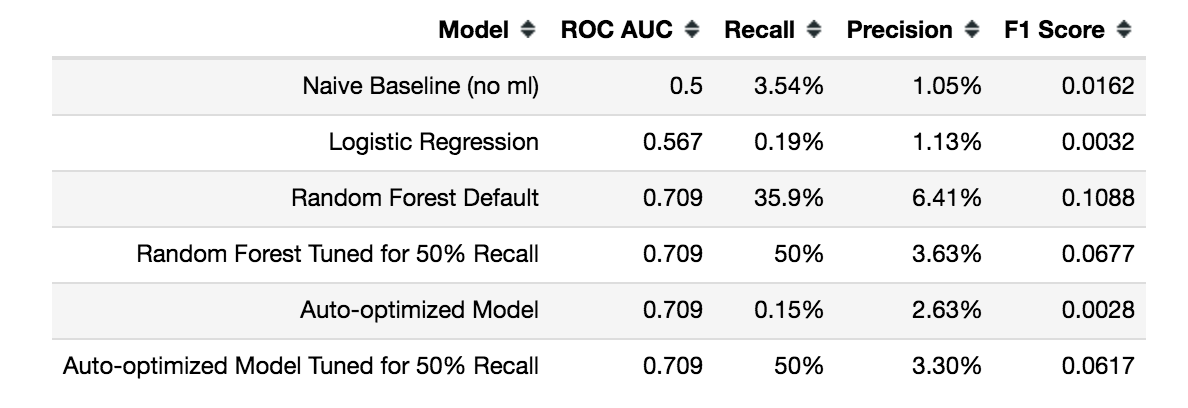 Model ROC AUC Recall Precision F1 Score
Naive Baseline (no ml) 0.5 3.54% 1.05% 0.0162
Logistic Regression 0.567 0.19% 1.13% 0.0032
Random Forest Default 0.709 35.9% 6.41% 0.1088
Random Forest Tuned for 50% Recall 0.709 50% 3.63% 0.0677
Auto-optimized Model 0.709 0.15% 2.63% 0.0028
Auto-optimized Model Tuned for 50% Recall 0.709 50% 3.30% 0.0617